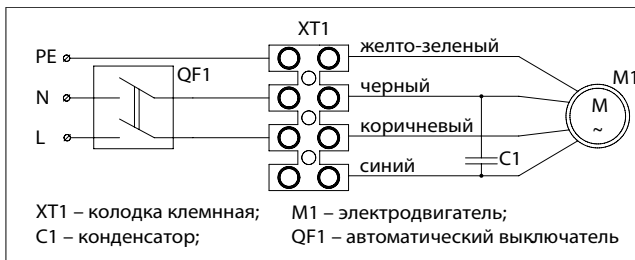 XT1
PE
желто-зеленый
QF1
M1
N
черный
M
~
L
коричневый
C1
синий
XT1 – колодка клемнная; M1 – электродвигатель;
C1 – конденсатор; QF1 – автоматический выключатель